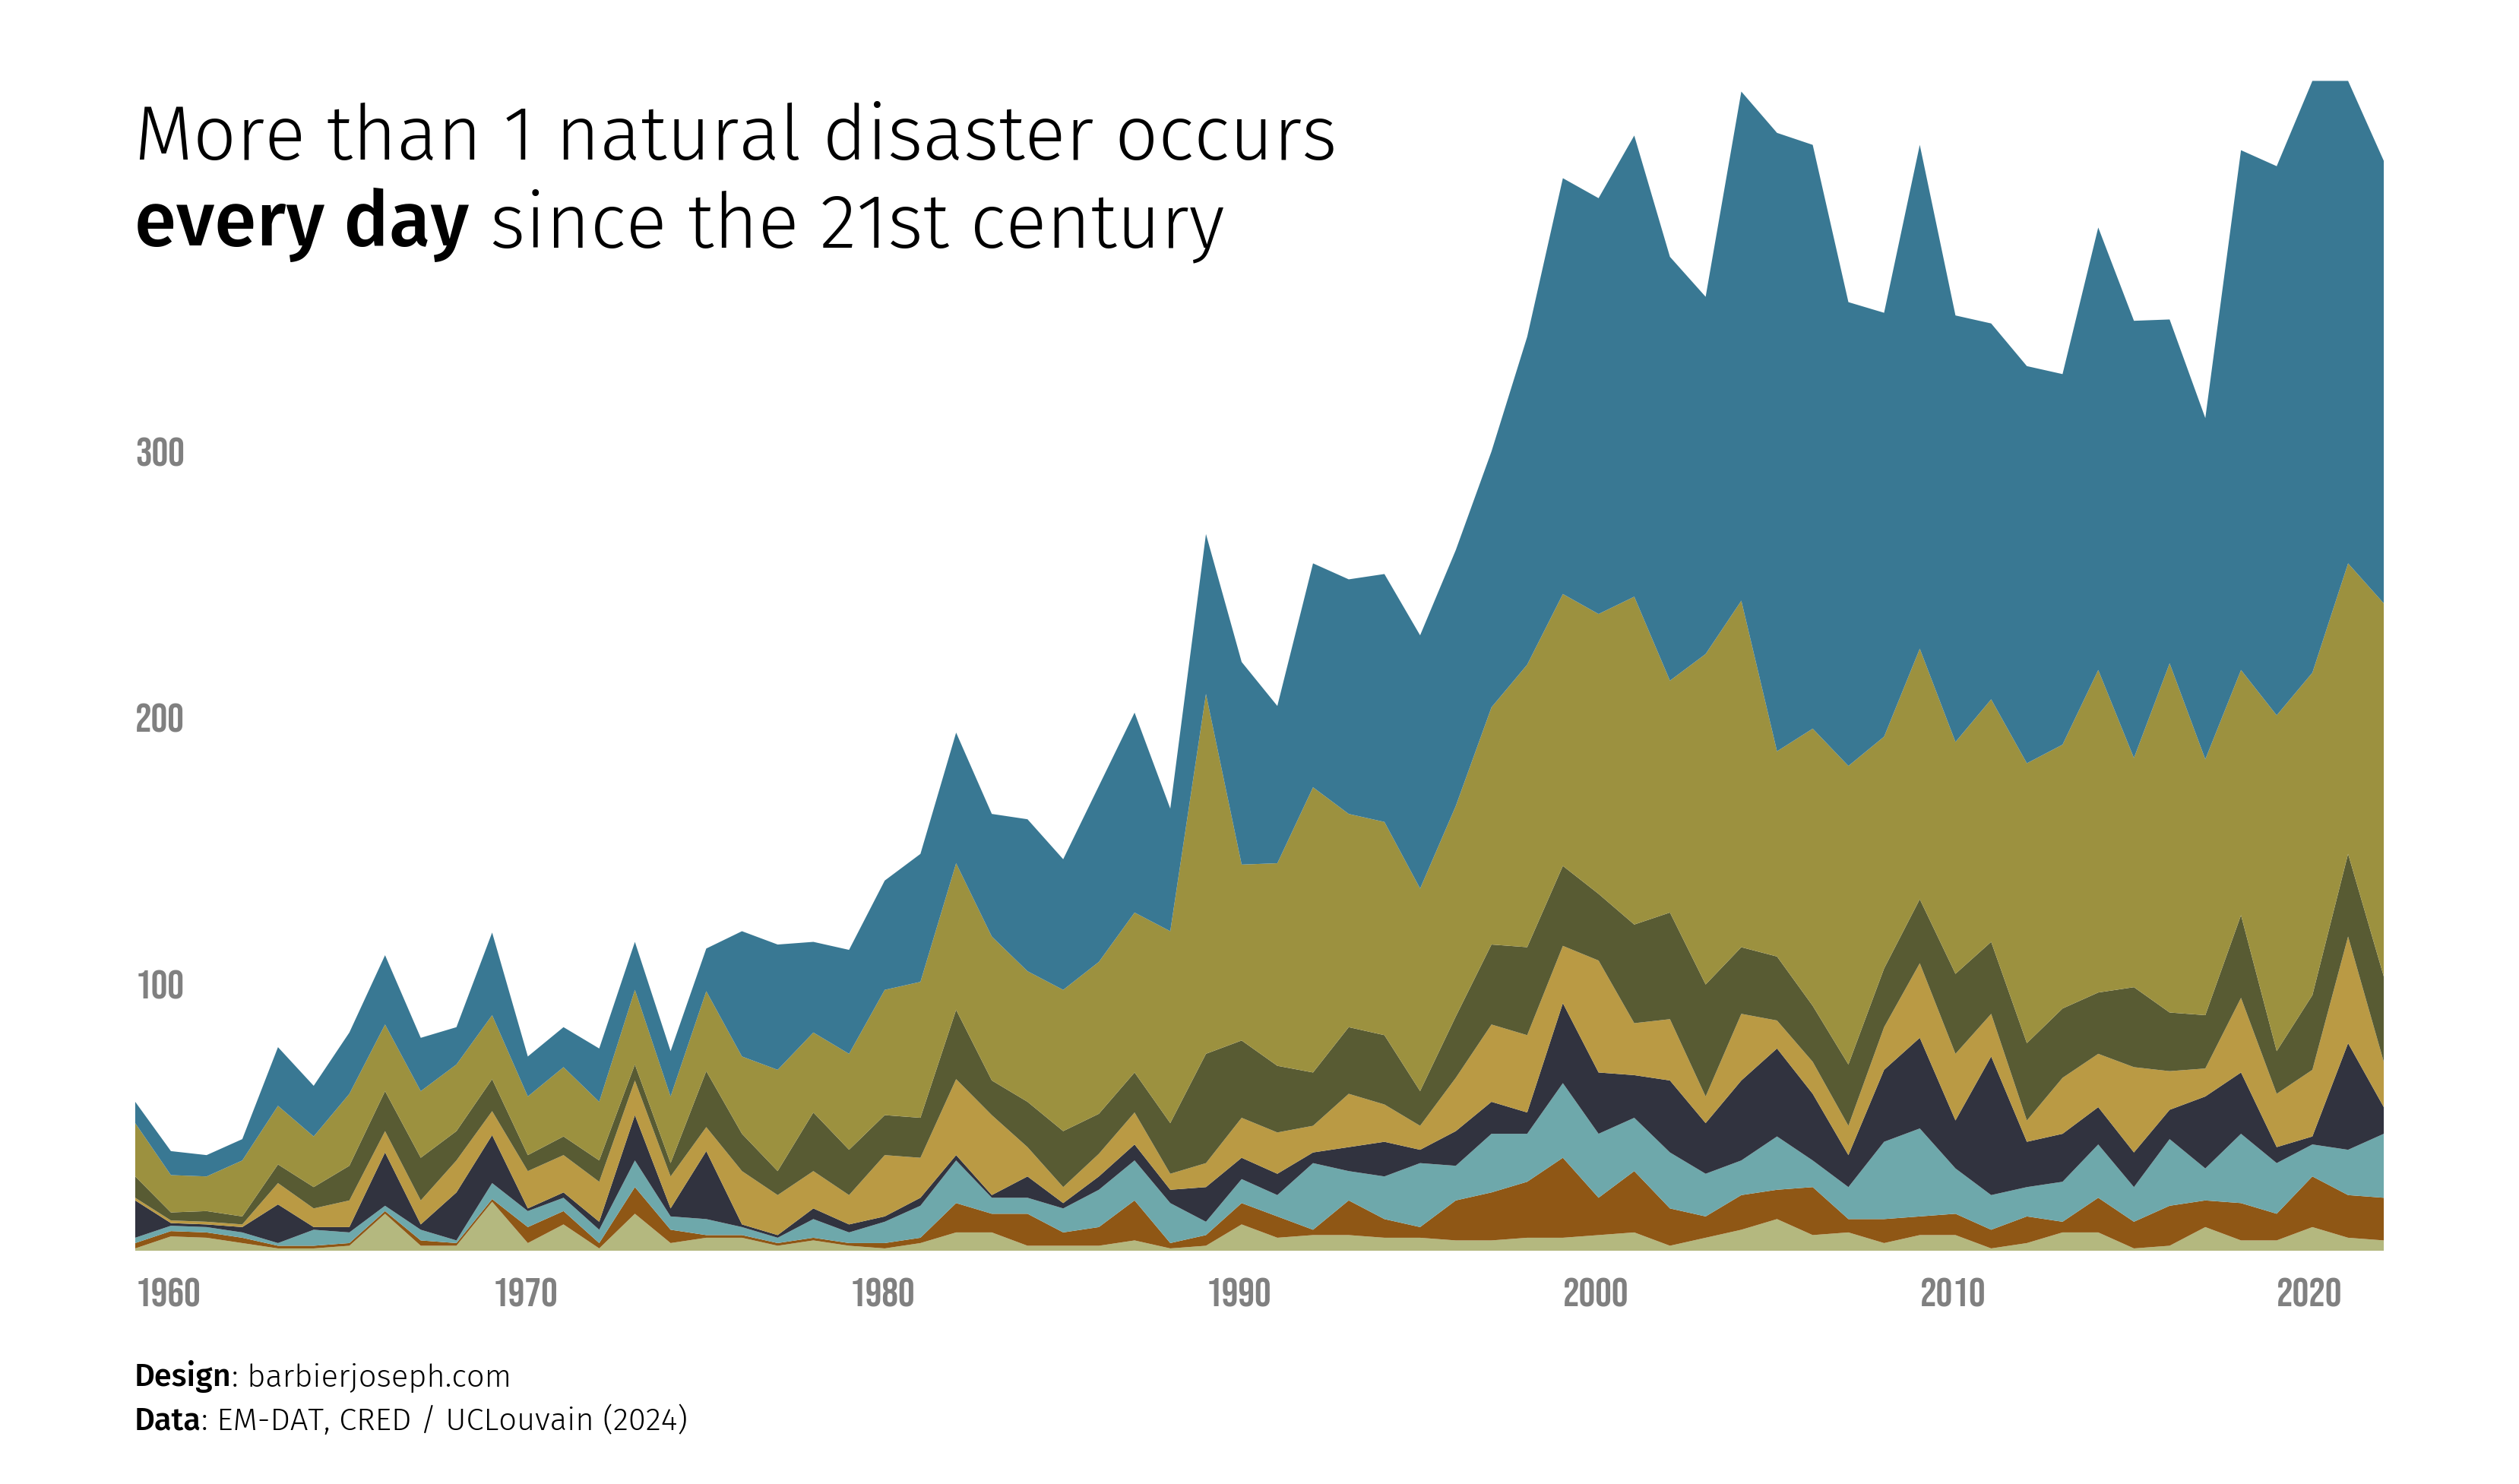 More than 1 natural disaster occurs
every day since the 21st century
300
200
100
1960 1970 1980 1990 2000 2010 2020
Design: barbierjoseph.com
Data: EM-DAT, CRED / UCLouvain (2024)